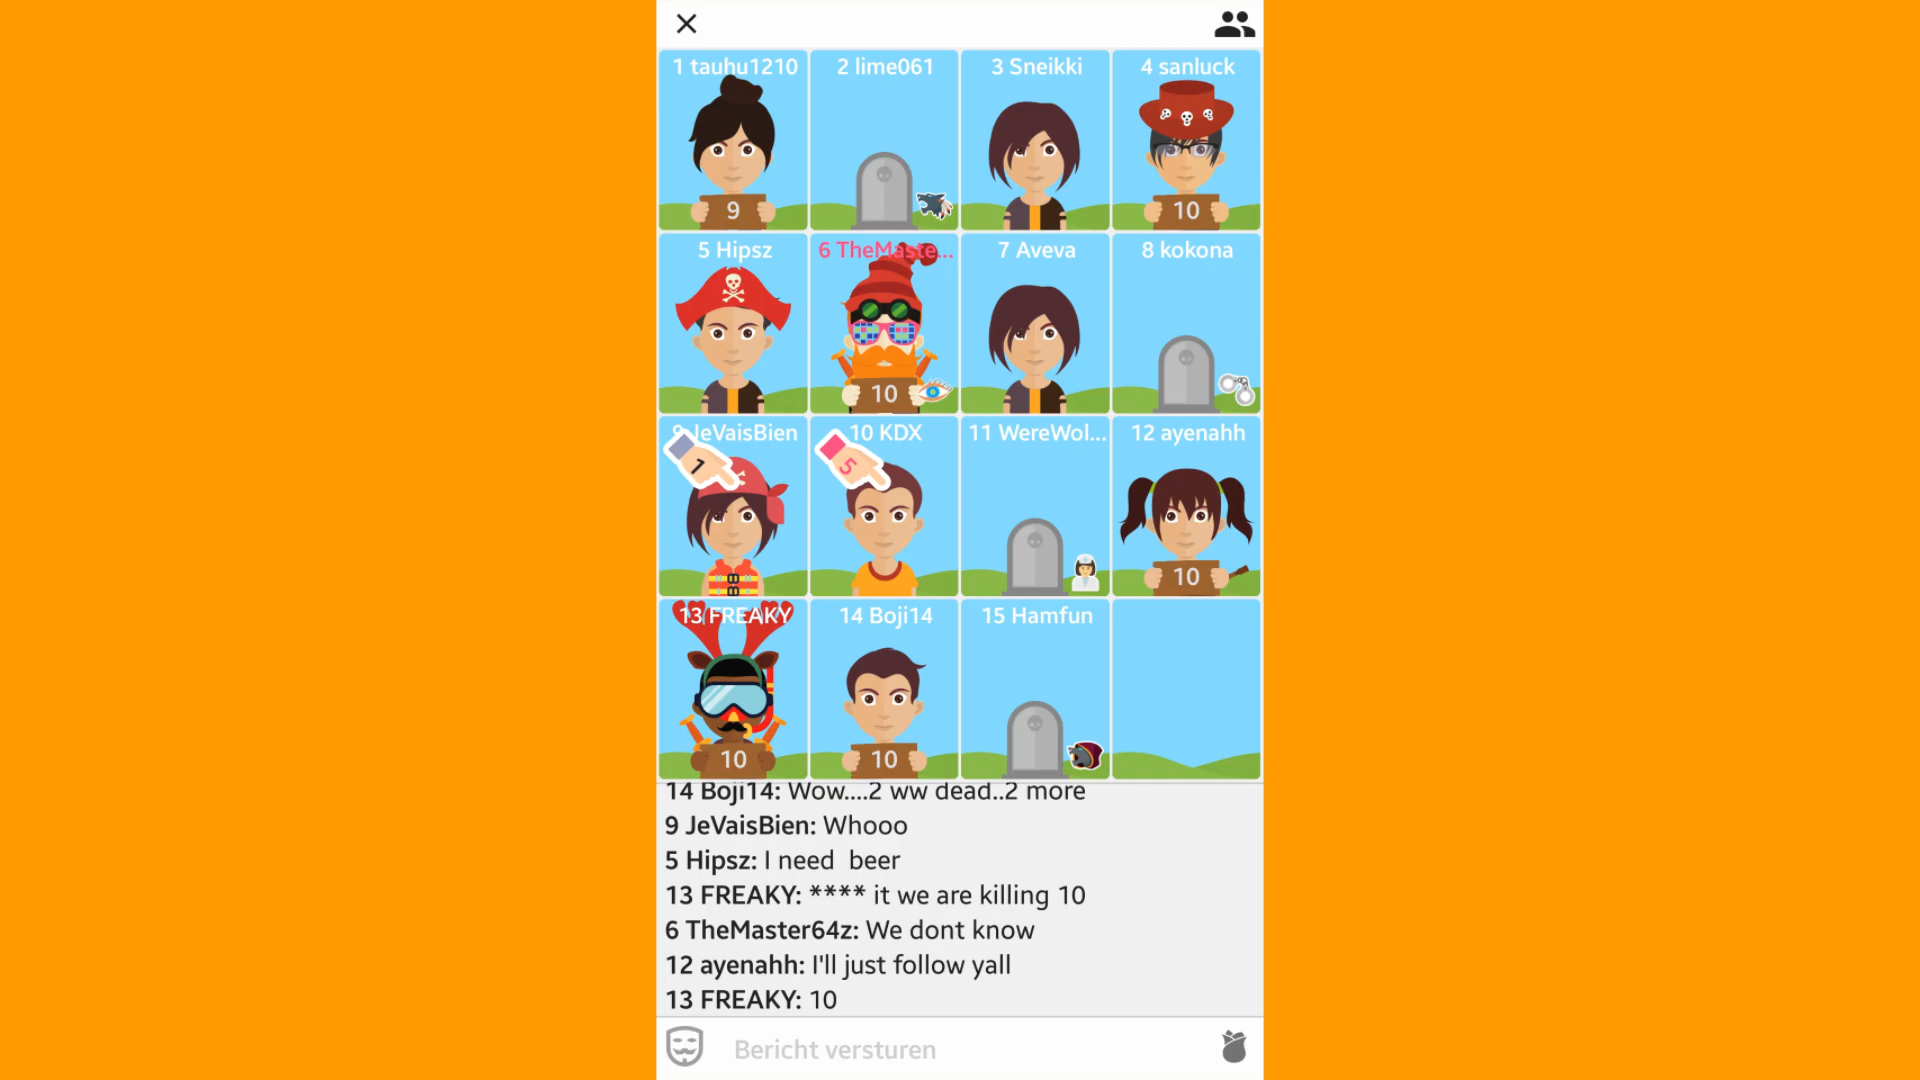 1 tauhu1210
2 lime061
3 Sneikki
4 sanluck
9
10
5 Hipsz
6 TheMaste...
7 Aveva
8 kokona
10
9 JeVaisBien
10 KDX
11 WereWol...
12 ayenahh
1
5
10
13 FREAKY
14 Boji14
15 Hamfun
10
10
14 Boji14: Wow....2 ww dead..2 more
9 JeVaisBien: Whooo
5 Hipsz: I need  beer
13 FREAKY: **** it we are killing 10
6 TheMaster64z: We dont know
12 ayenahh: I'll just follow yall
13 FREAKY: 10
Bericht versturen